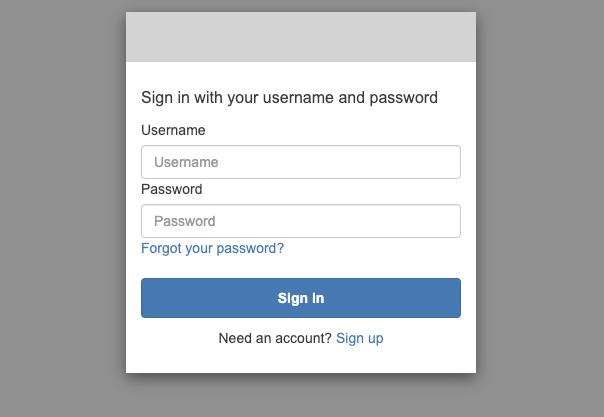 Sign in with your username and password
Username
Username
Password
Password
Forgot your password?
Sign in
Need an account? Sign up